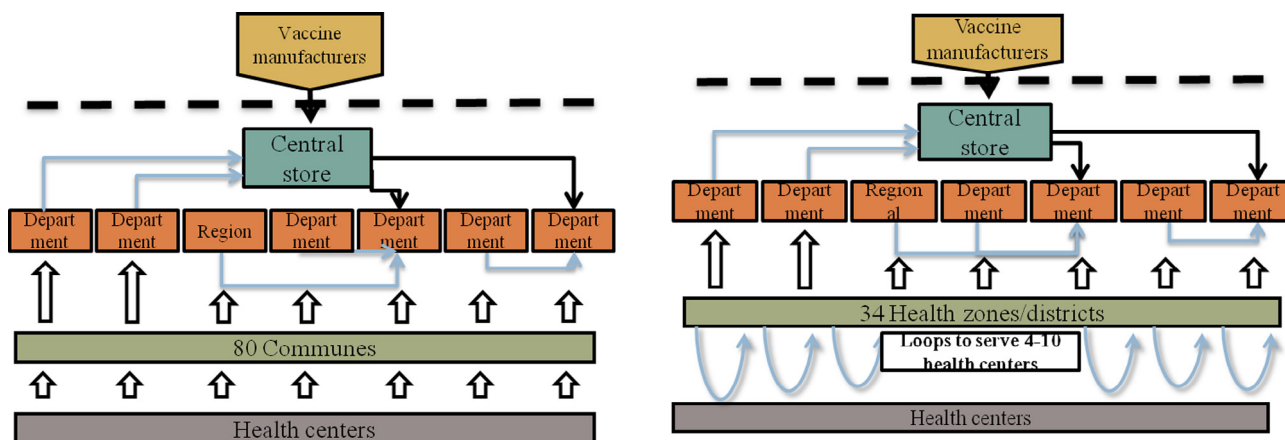 Vaccine
manufacturers
Central
store
Depart
ment
Depart
ment
Region
Depart
ment
Depart
ment
Depart
ment
Depart
ment
80 Communes
Health centers
Vaccine
manufacturers
Central
store
Depart
ment
Depart
ment
Region
al
Depart
ment
Depart
ment
Depart
ment
Depart
ment
34 Health zones/districts
Loops to serve 4-10
health centers
Health centers